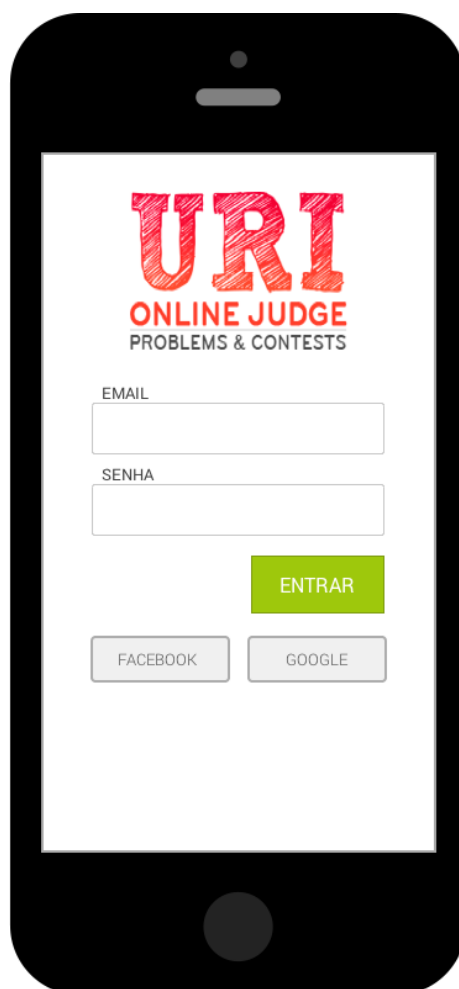 URI
ONLINE JUDGE
PROBLEMS & CONTESTS
EMAIL
SENHA
ENTRAR
FACEBOOK GOOGLE